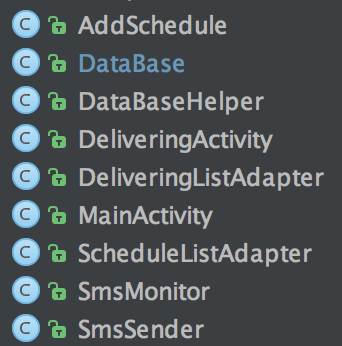 AddSchedule
DataBase
DataBaseHelper
DeliveringActivity
DeliveringListAdapter
MainActivity
ScheduleListAdapter
SmsMonitor
SmsSender